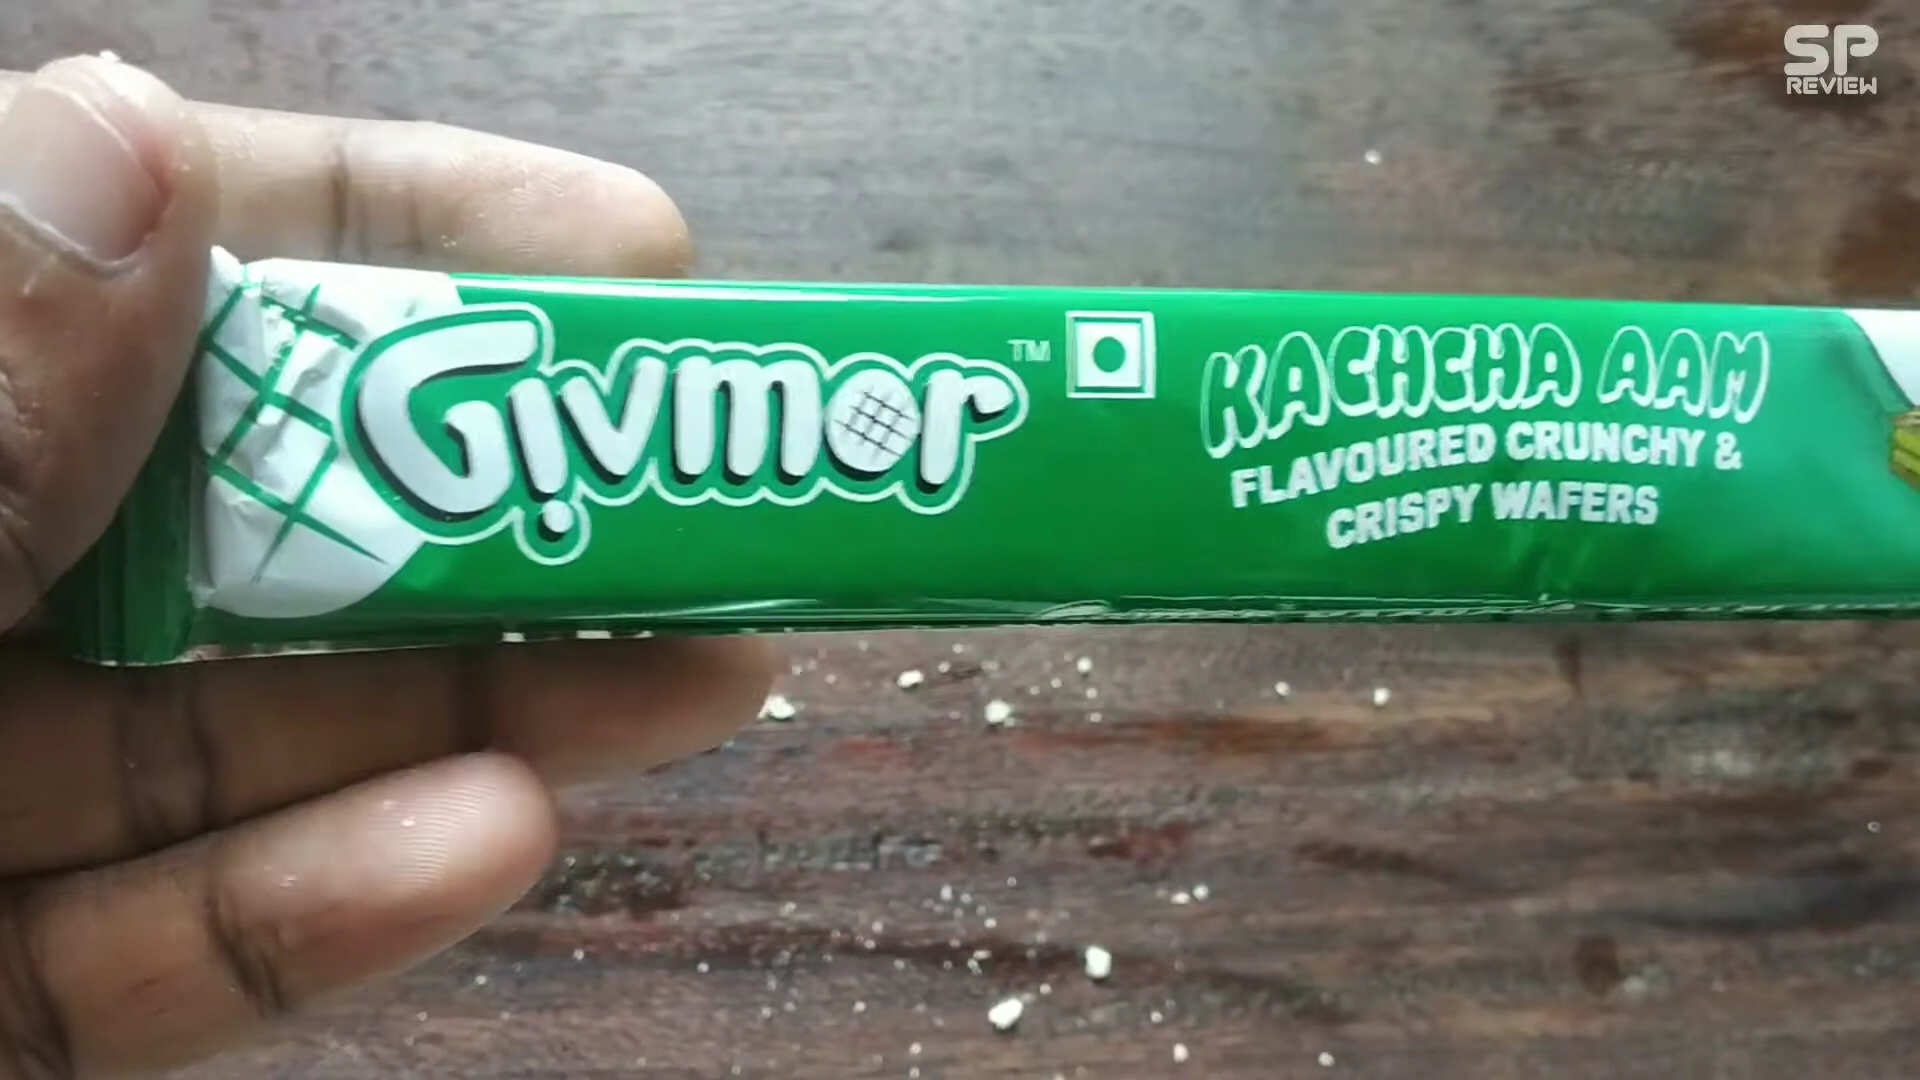 SP
REVIEW
Givmor™
KACHCHA AAM
FLAVOURED CRUNCHY &
CRISPY WAFERS